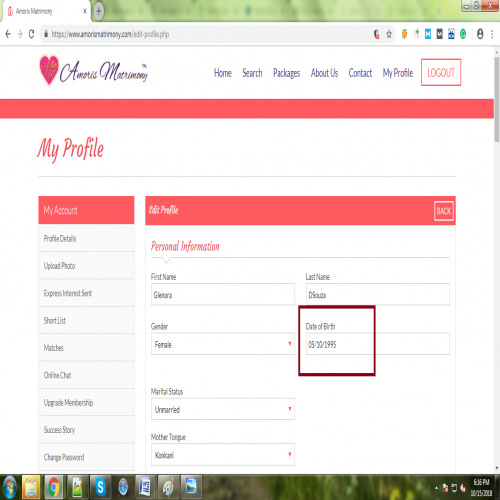 Amoris Matrimony
https://www.amorismatrimony.com/edit-profile.php
Amoris Matrimony TM
Home Search Packages About Us Contact My Profile LOGOUT
My Profile
My Account
Profile Details
Upload Photo
Express Interest Sent
Short List
Matches
Online Chat
Upgrade Membership
Success Story
Change Password
Edit Profile BACK
Personal Information
First Name Last Name
Glenora DSouza
Gender Date of Birth
Female 05/10/1995
Marital Status
Unmarried
Mother Tongue
Konkani
6:16 PM
10/15/2018